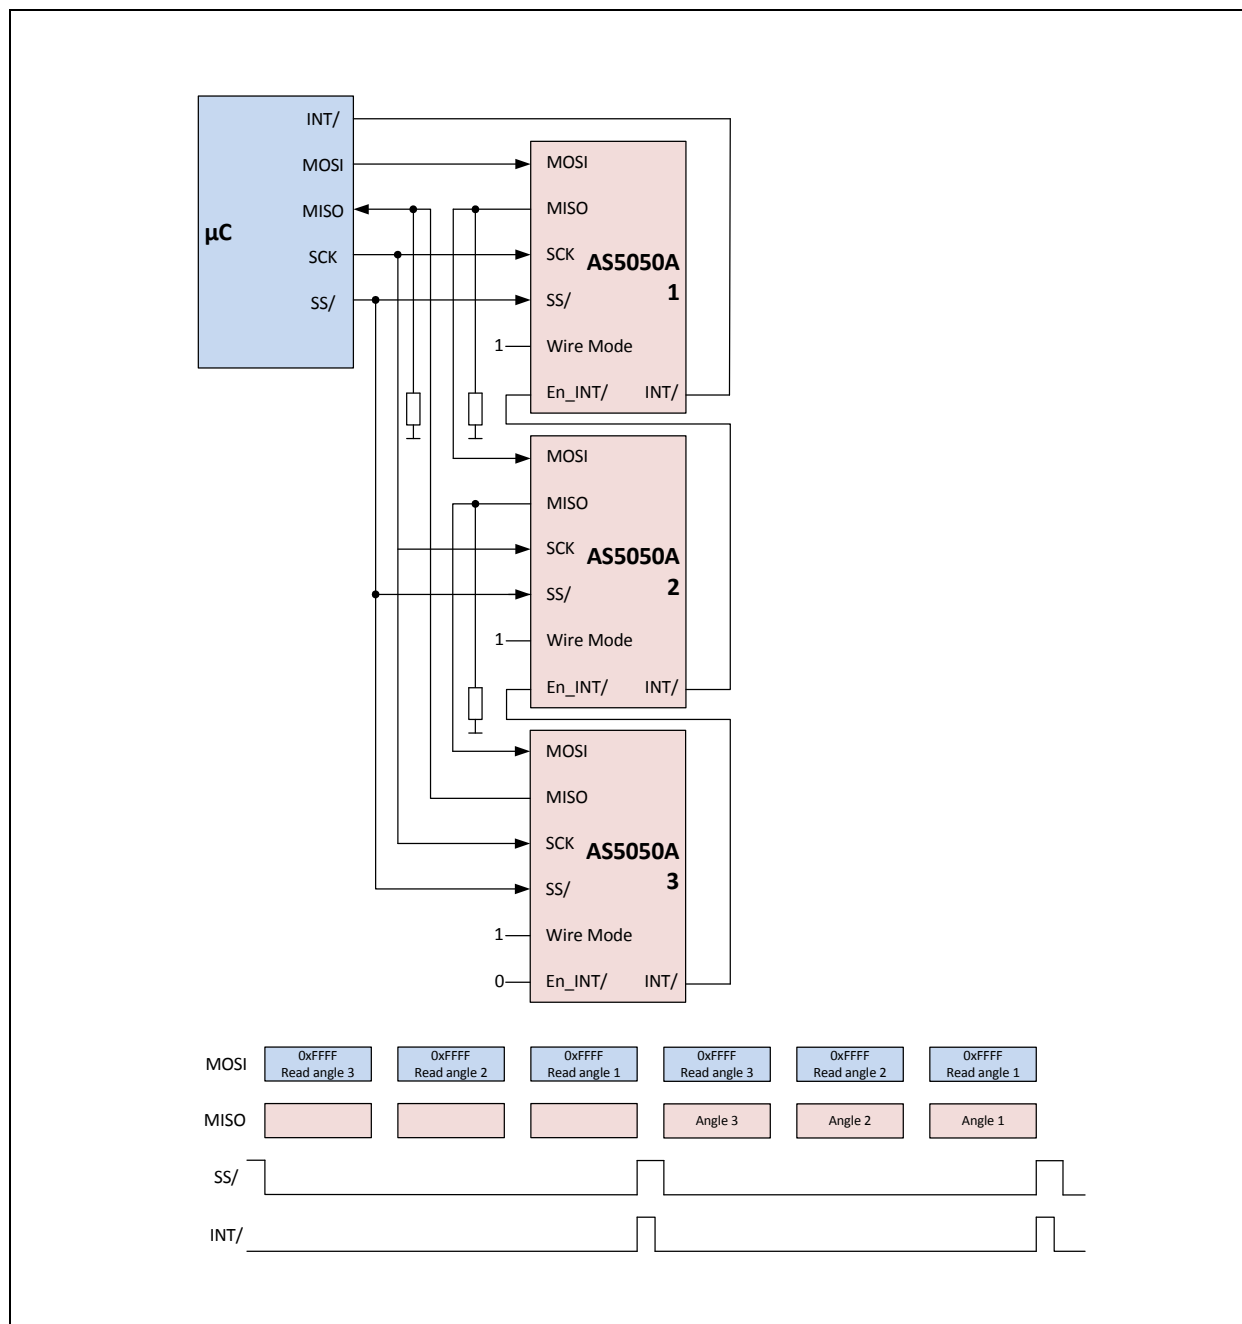 µC
INT/
MOSI
MISO
SCK
SS/
MOSI
MISO
SCK
SS/
Wire Mode
En_INT/ INT/
AS5050A
1
1
MOSI
MISO
SCK
SS/
Wire Mode
En_INT/ INT/
AS5050A
2
1
MOSI
MISO
SCK
SS/
Wire Mode
En_INT/ INT/
AS5050A
3
1
0
MOSI
0xFFFF
Read angle 3
0xFFFF
Read angle 2
0xFFFF
Read angle 1
0xFFFF
Read angle 3
0xFFFF
Read angle 2
0xFFFF
Read angle 1
MISO
Angle 3
Angle 2
Angle 1
SS/
INT/